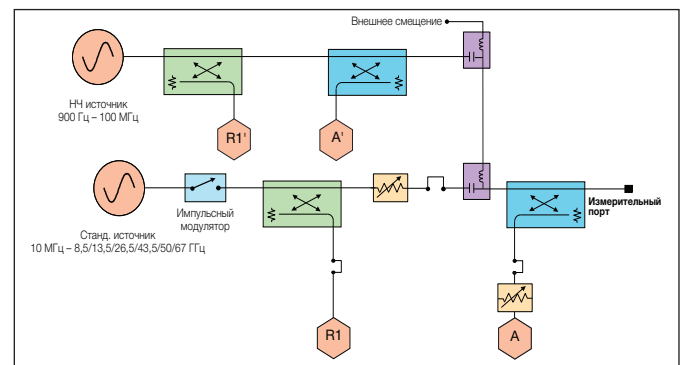 Внешнее смещение
НЧ источник
900 Гц – 100 МГц
R1'
A'
Импульсный
модулятор
Станд. источник
10 МГц – 8,5/13,5/26,5/43,5/50/67 ГГц
Измерительный
порт
R1
A